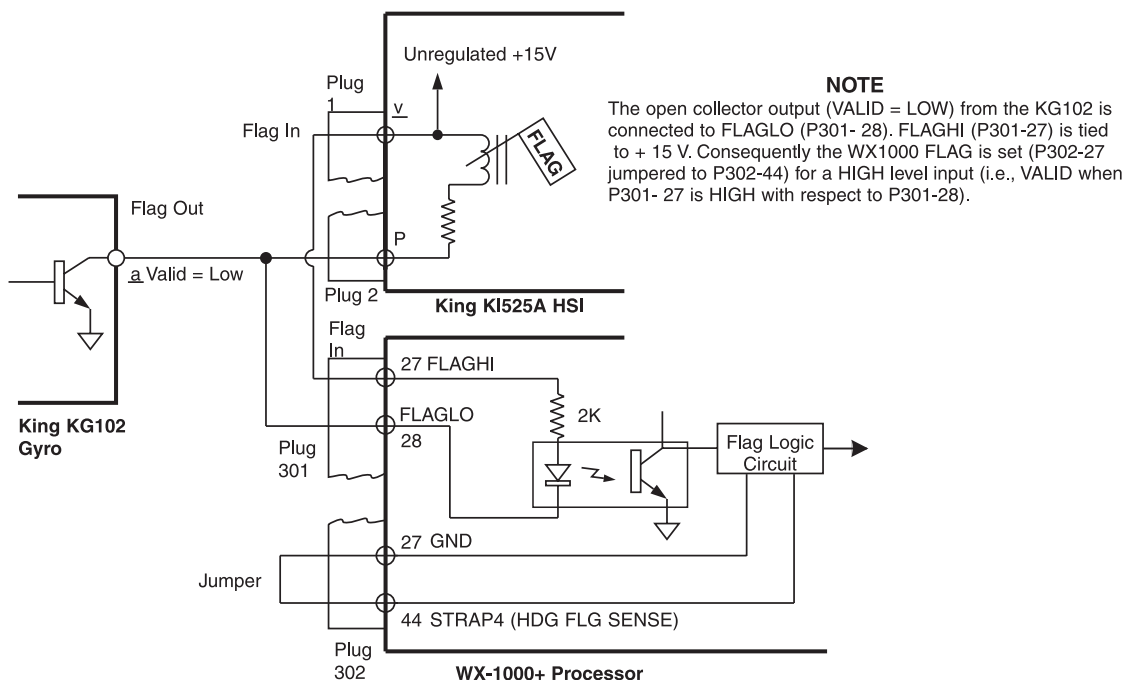 Unregulated +15V
Plug
1
v
Flag In
FLAG
NOTE
The open collector output (VALID = LOW) from the KG102 is
connected to FLAGLO (P301- 28). FLAGHI (P301-27) is tied
to + 15 V. Consequently the WX1000 FLAG is set (P302-27
jumpered to P302-44) for a HIGH level input (i.e., VALID when
P301- 27 is HIGH with respect to P301-28).
Flag Out
P
a Valid = Low
Plug 2
King KI525A HSI
King KG102
Gyro
Flag
In
27 FLAGHI
FLAGLO
28
2K
Plug
301
Flag Logic
Circuit
27 GND
Jumper
44 STRAP4 (HDG FLG SENSE)
Plug
302
WX-1000+ Processor